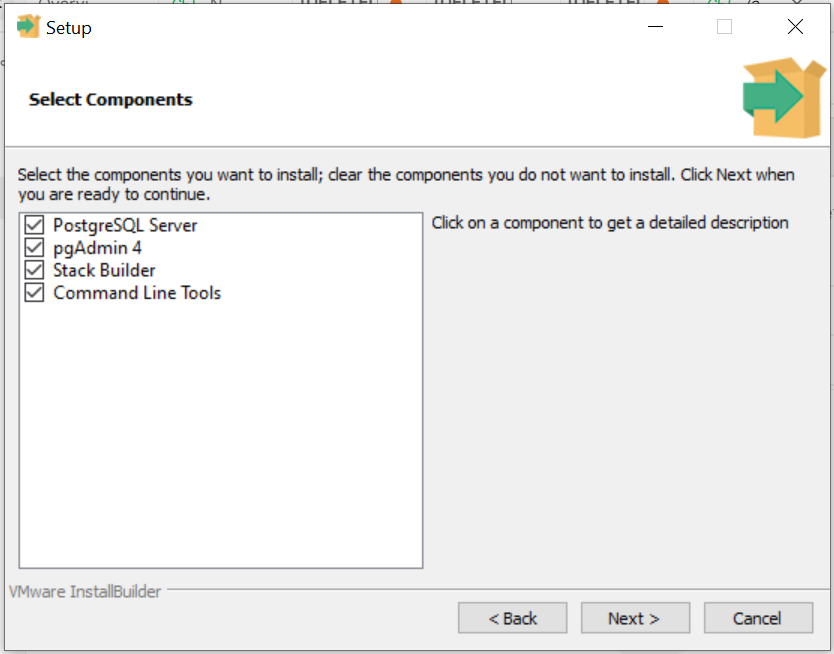 Setup
Select Components
Select the components you want to install; clear the components you do not want to install. Click Next when
you are ready to continue.
PostgreSQL Server
pgAdmin 4
Stack Builder
Command Line Tools
Click on a component to get a detailed description
VMware InstallBuilder
< Back
Next >
Cancel